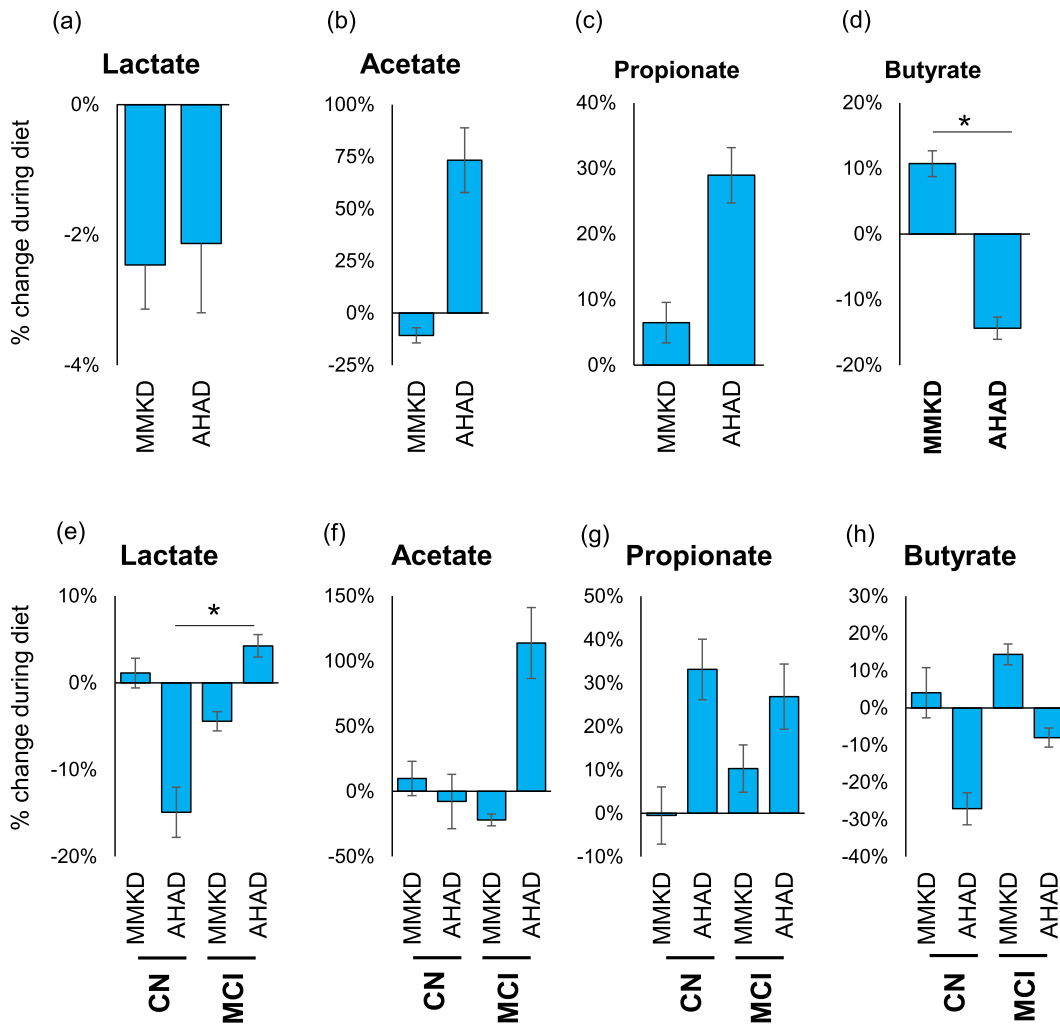 (a)
Lactate
% change during diet
0%
-2%
-4%
MMKD
AHAD
(b)
Acetate
100%
75%
50%
25%
0%
-25%
MMKD
AHAD
(c)
Propionate
40%
30%
20%
10%
0%
MMKD
AHAD
(d)
Butyrate
20%
10%
0%
-10%
-20%
*
MMKD
AHAD
(e)
Lactate
% change during diet
10%
0%
-10%
-20%
*
MMKD
AHAD
MMKD
AHAD
CN
MCI
(f)
Acetate
150%
100%
50%
0%
-50%
MMKD
AHAD
MMKD
AHAD
CN
MCI
(g)
Propionate
50%
40%
30%
20%
10%
0%
-10%
MMKD
AHAD
MMKD
AHAD
CN
MCI
(h)
Butyrate
30%
20%
10%
0%
-10%
-20%
-30%
-40%
MMKD
AHAD
MMKD
AHAD
CN
MCI